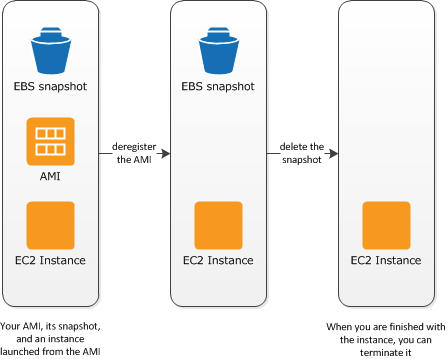 EBS snapshot
AMI
EC2 Instance
Your AMI, its snapshot,
and an instance
launched from the AMI
deregister
the AMI
EBS snapshot
EC2 Instance
delete the
snapshot
EC2 Instance
When you are finished with
the instance, you can
terminate it